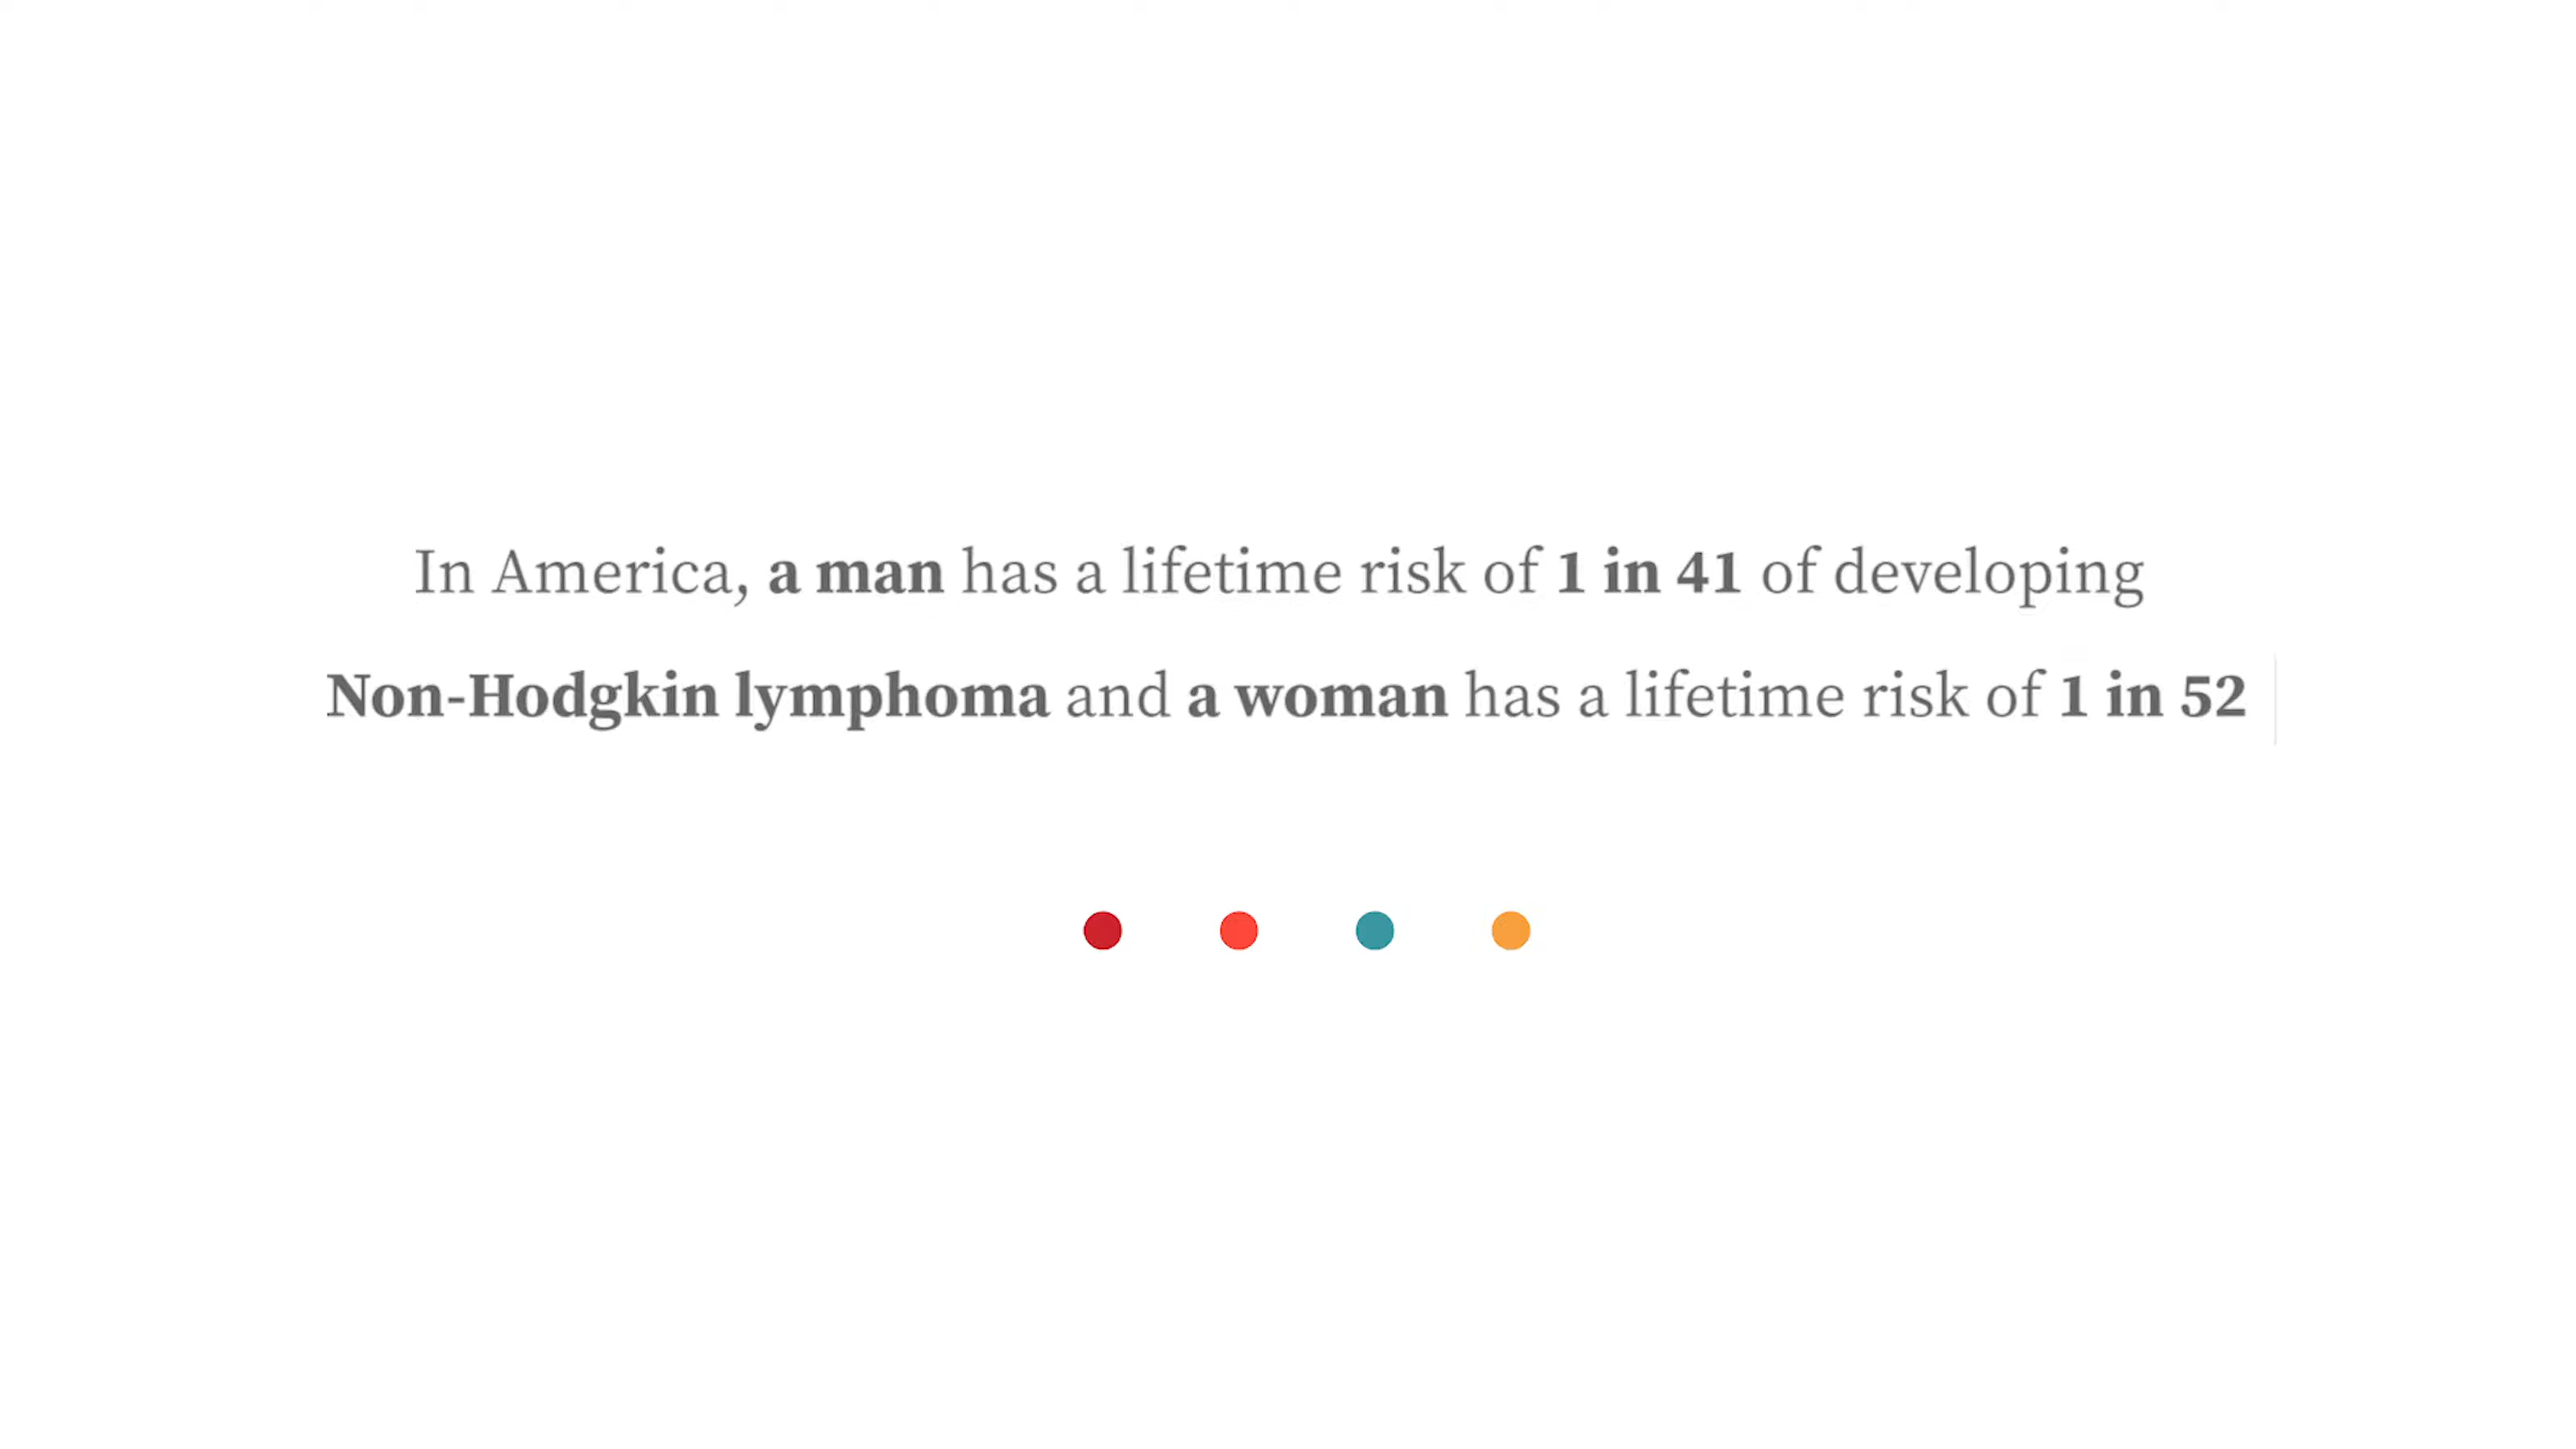 In America, a man has a lifetime risk of 1 in 41 of developing
Non-Hodgkin lymphoma and a woman has a lifetime risk of 1 in 52